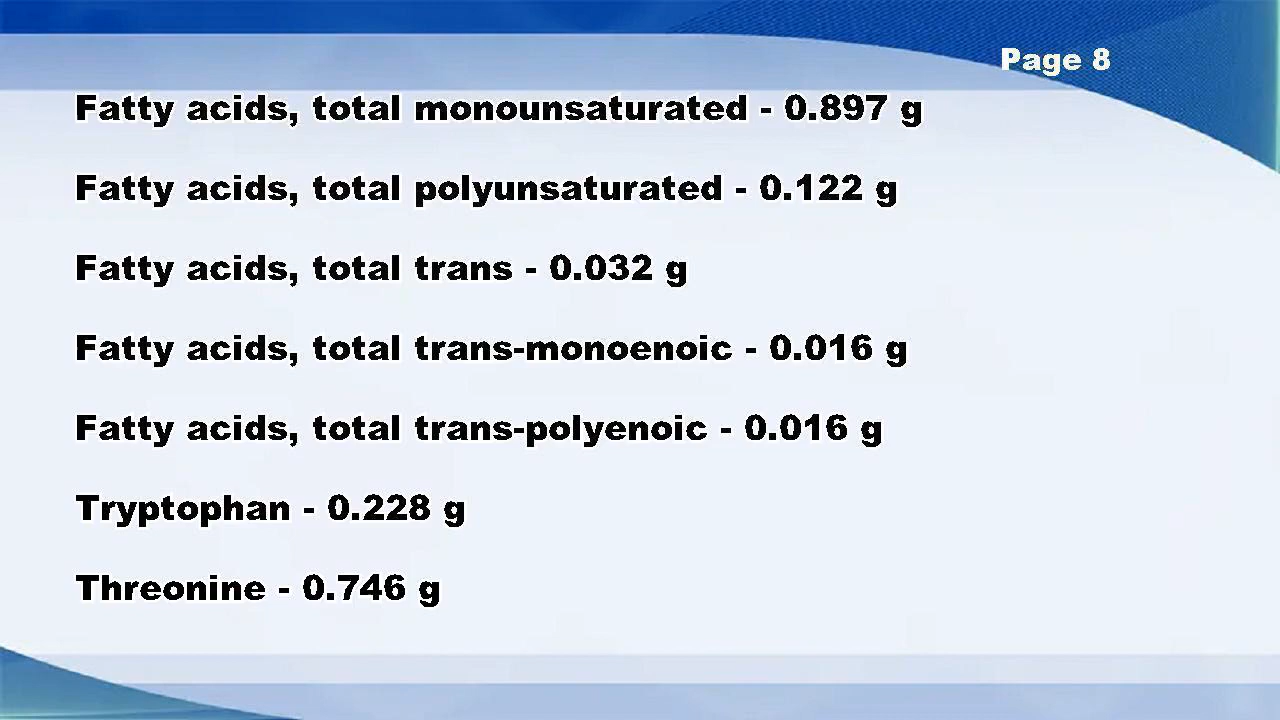 Page 8
Fatty acids, total monounsaturated - 0.897 g
Fatty acids, total polyunsaturated - 0.122 g
Fatty acids, total trans - 0.032 g
Fatty acids, total trans-monoenoic - 0.016 g
Fatty acids, total trans-polyenoic - 0.016 g
Tryptophan - 0.228 g
Threonine - 0.746 g